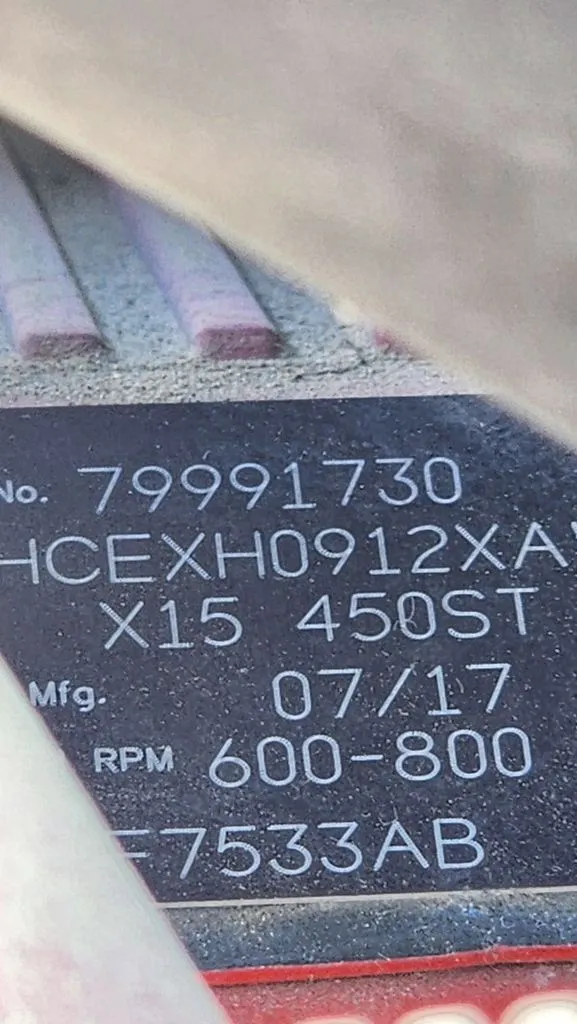 No. 79991730
HCEXH0912XA
X15 450ST
Mfg. 07/17
RPM 600-800
F7533AB